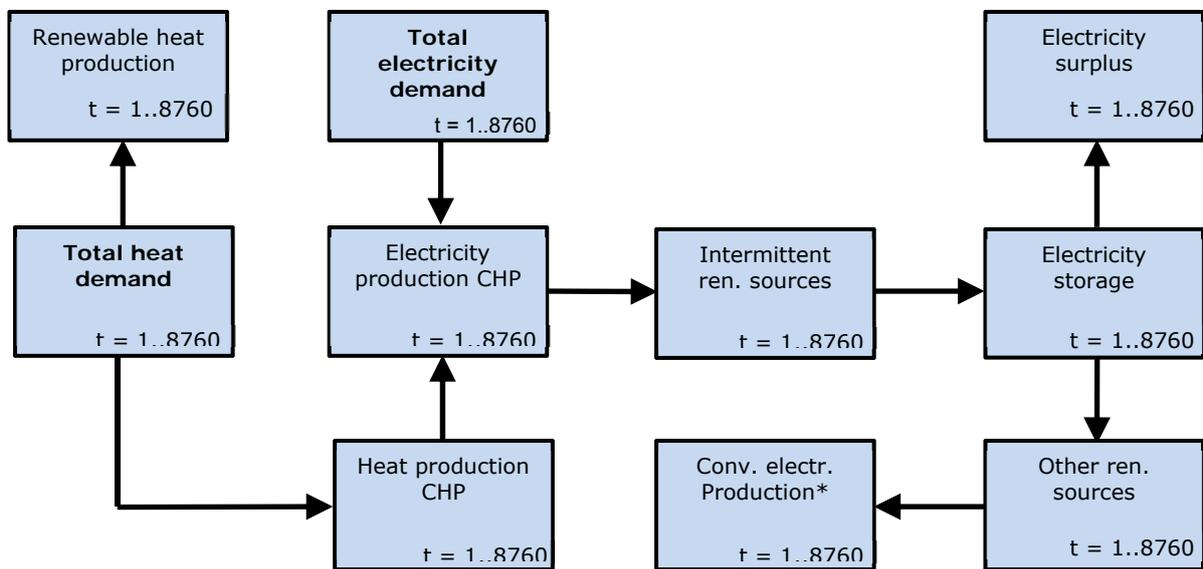 Renewable heat
production
t = 1..8760
Total
electricity
demand
t = 1..8760
Electricity
surplus
t = 1..8760
Total heat
demand
t = 1..8760
Electricity
production CHP
t = 1..8760
Intermittent
ren. sources
t = 1..8760
Electricity
storage
t = 1..8760
Heat production
CHP
t = 1..8760
Conv. electr.
Production*
t = 1..8760
Other ren.
sources
t = 1..8760